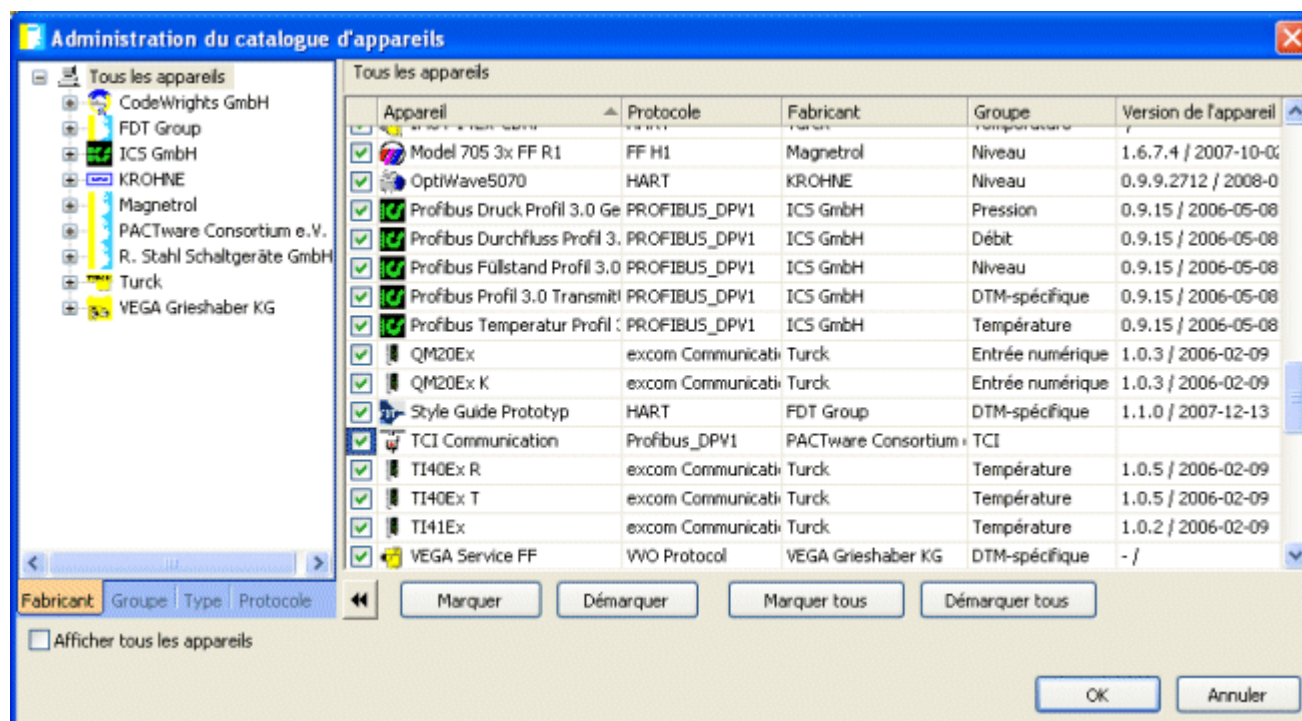 Administration du catalogue d'appareils
Tous les appareils
CodeWrights GmbH
FDT Group
ICS GmbH
KROHNE
Magnetrol
PACTware Consortium e.V.
R. Stahl Schaltgeräte GmbH
Turck
VEGA Grieshaber KG
Fabricant Groupe Type Protocole
Tous les appareils
Appareil Protocole Fabricant Groupe Version de l'appareil
Model 705 3x FF R1 FF H1 Magnetrol Niveau 1.6.7.4 / 2007-10-02
OptiWave5070 HART KROHNE Niveau 0.9.9.2712 / 2008-0
Profibus Druck Profil 3.0 Ge PROFIBUS_DPV1 ICS GmbH Pression 0.9.15 / 2006-05-08
Profibus Durchfluss Profil 3. PROFIBUS_DPV1 ICS GmbH Débit 0.9.15 / 2006-05-08
Profibus Füllstand Profil 3.0 PROFIBUS_DPV1 ICS GmbH Niveau 0.9.15 / 2006-05-08
Profibus Profil 3.0 Transmitt PROFIBUS_DPV1 ICS GmbH DTM-spécifique 0.9.15 / 2006-05-08
Profibus Temperatur Profil PROFIBUS_DPV1 ICS GmbH Température 0.9.15 / 2006-05-08
QM20Ex excom Communicati Turck Entrée numérique 1.0.3 / 2006-02-09
QM20Ex K excom Communicati Turck Entrée numérique 1.0.3 / 2006-02-09
Style Guide Prototyp HART FDT Group DTM-spécifique 1.1.0 / 2007-12-13
TCI Communication Profibus_DPV1 PACTware Consortium TCI
TI40Ex R excom Communicati Turck Température 1.0.5 / 2006-02-09
TI40Ex T excom Communicati Turck Température 1.0.5 / 2006-02-09
TI41Ex excom Communicati Turck Température 1.0.2 / 2006-02-09
VEGA Service FF VVO Protocol VEGA Grieshaber KG DTM-spécifique - /
Marquer Démarquer Marquer tous Démarquer tous
Afficher tous les appareils
OK Annuler